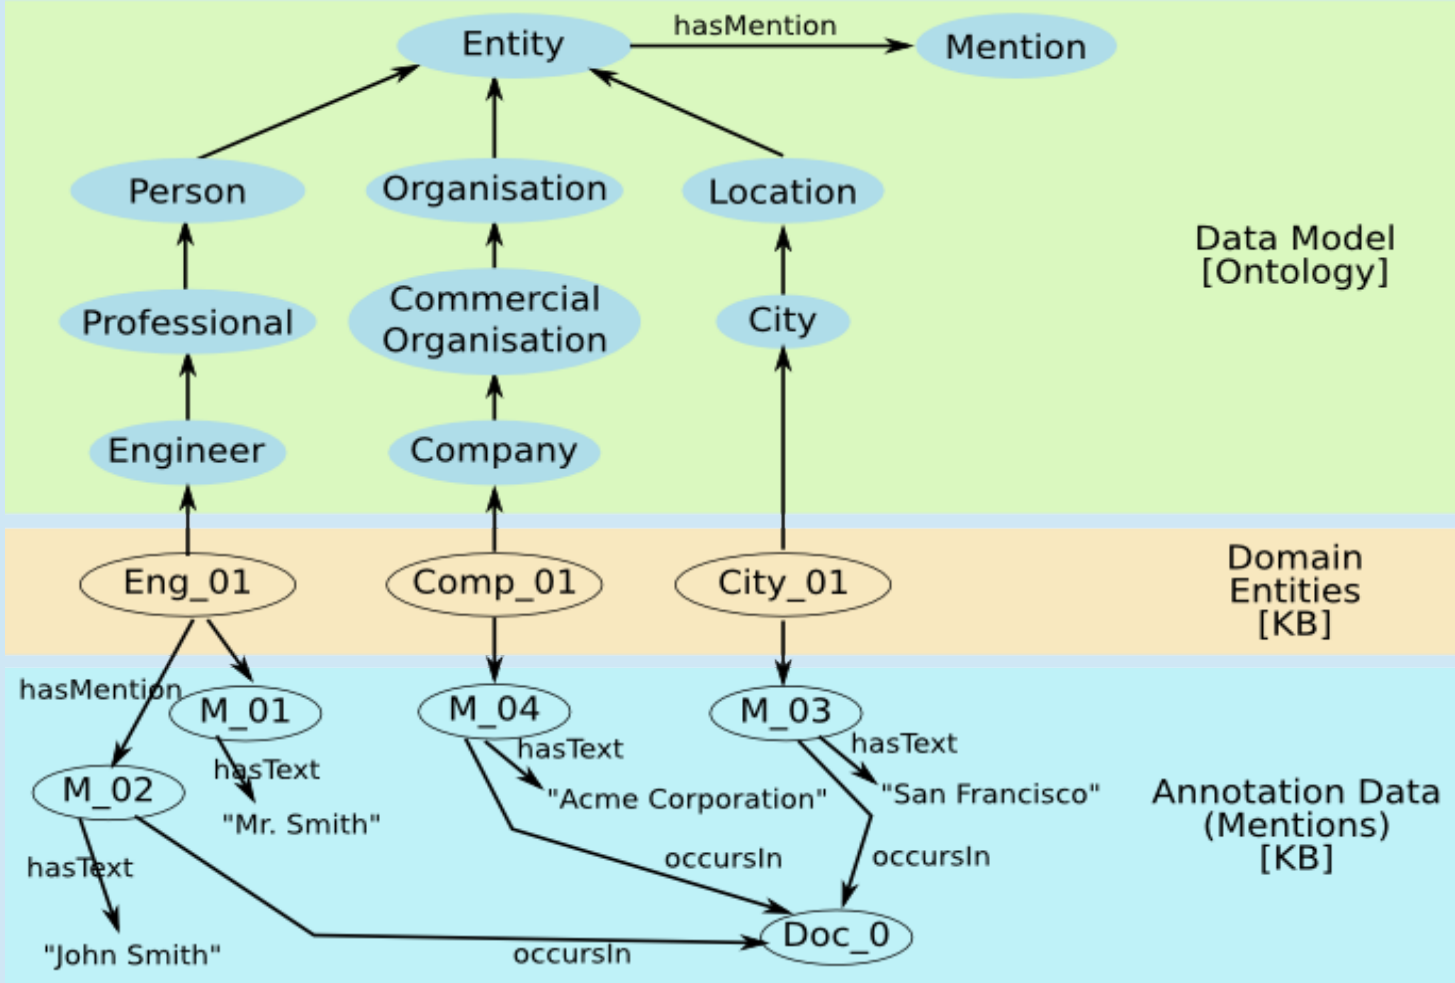 hasMention
Entity
Mention
Person
Organisation
Location
Data Model
[Ontology]
Professional
Commercial
Organisation
City
Engineer
Company
Eng_01
Comp_01
City_01
Domain
Entities
[KB]
hasMention
M_01
M_04
M_03
hasText
hasText
hasText
M_02
"Mr. Smith"
"Acme Corporation"
"San Francisco"
Annotation Data
(Mentions)
[KB]
hasText
occursIn
occursIn
"John Smith"
occursIn
Doc_0